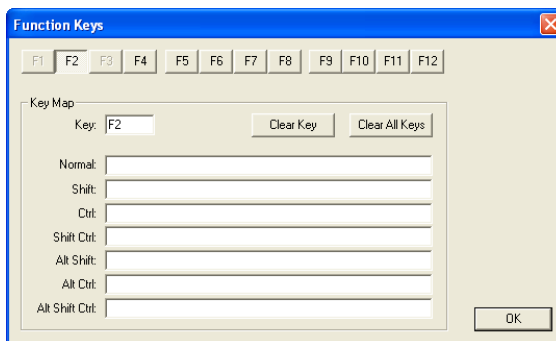 Function Keys
F1 F2 F3 F4 F5 F6 F7 F8 F9 F10 F11 F12
Key Map
Key: F2 Clear Key Clear All Keys
Normal:
Shift:
Ctrl:
Shift Ctrl:
Alt Shift:
Alt Ctrl:
Alt Shift Ctrl:
OK